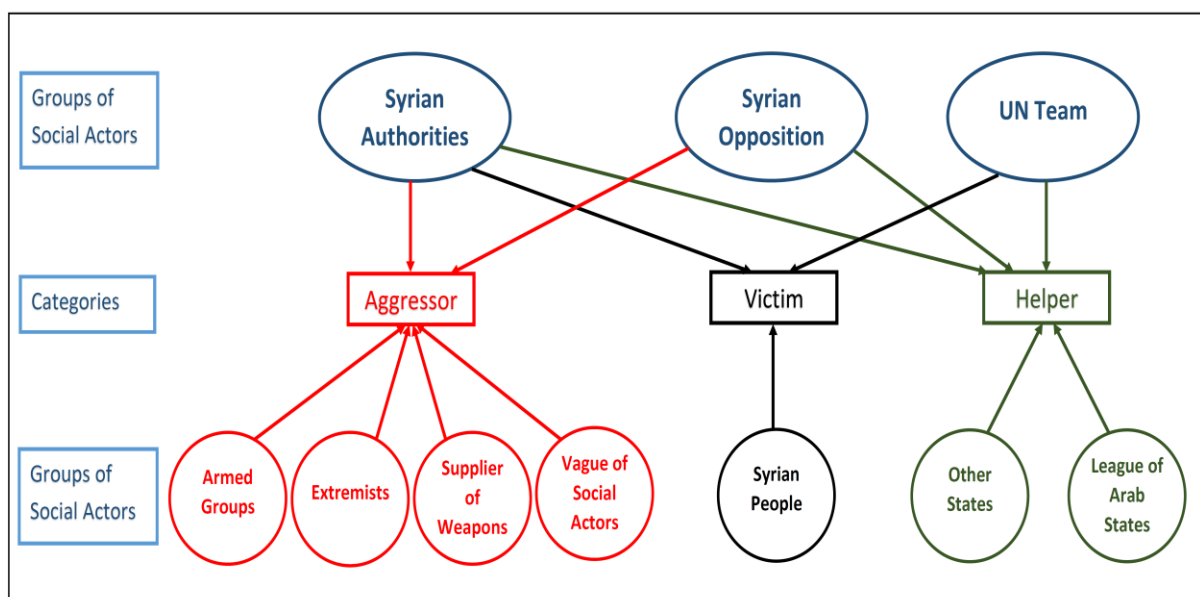 Groups of
Social Actors
Syrian
Authorities
Syrian
Opposition
UN Team
Categories
Aggressor
Victim
Helper
Groups of
Social Actors
Armed
Groups
Extremists
Supplier
of
Weapons
Vague of
Social
Actors
Syrian
People
Other
States
League of
Arab
States